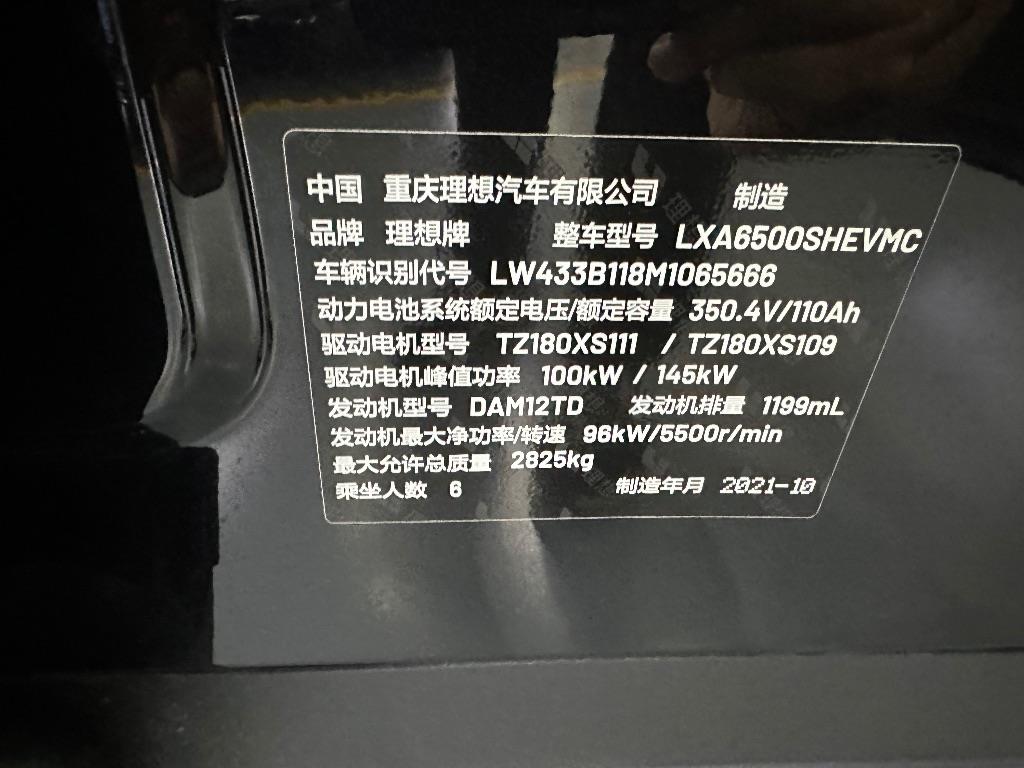 中国 重庆理想汽车有限公司 制造
品牌 理想牌 整车型号 LXA6500SHEVMC
车辆识别代号 LW433B118M1065666
动力电池系统额定电压/额定容量 350.4V/110Ah
驱动电机型号 TZ180XS111 / TZ180XS109
驱动电机峰值功率 100kW / 145kW
发动机型号 DAM12TD 发动机排量 1199mL
发动机最大净功率/转速 96kW/5500r/min
最大允许总质量 2825kg
乘坐人数 6 制造年月 2021-10